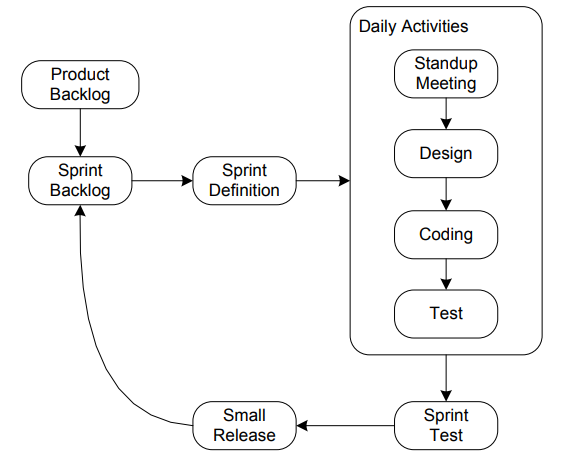 Daily Activities
Standup
Meeting
Product
Backlog
Design
Sprint
Backlog
Sprint
Definition
Coding
Test
Small
Release
Sprint
Test